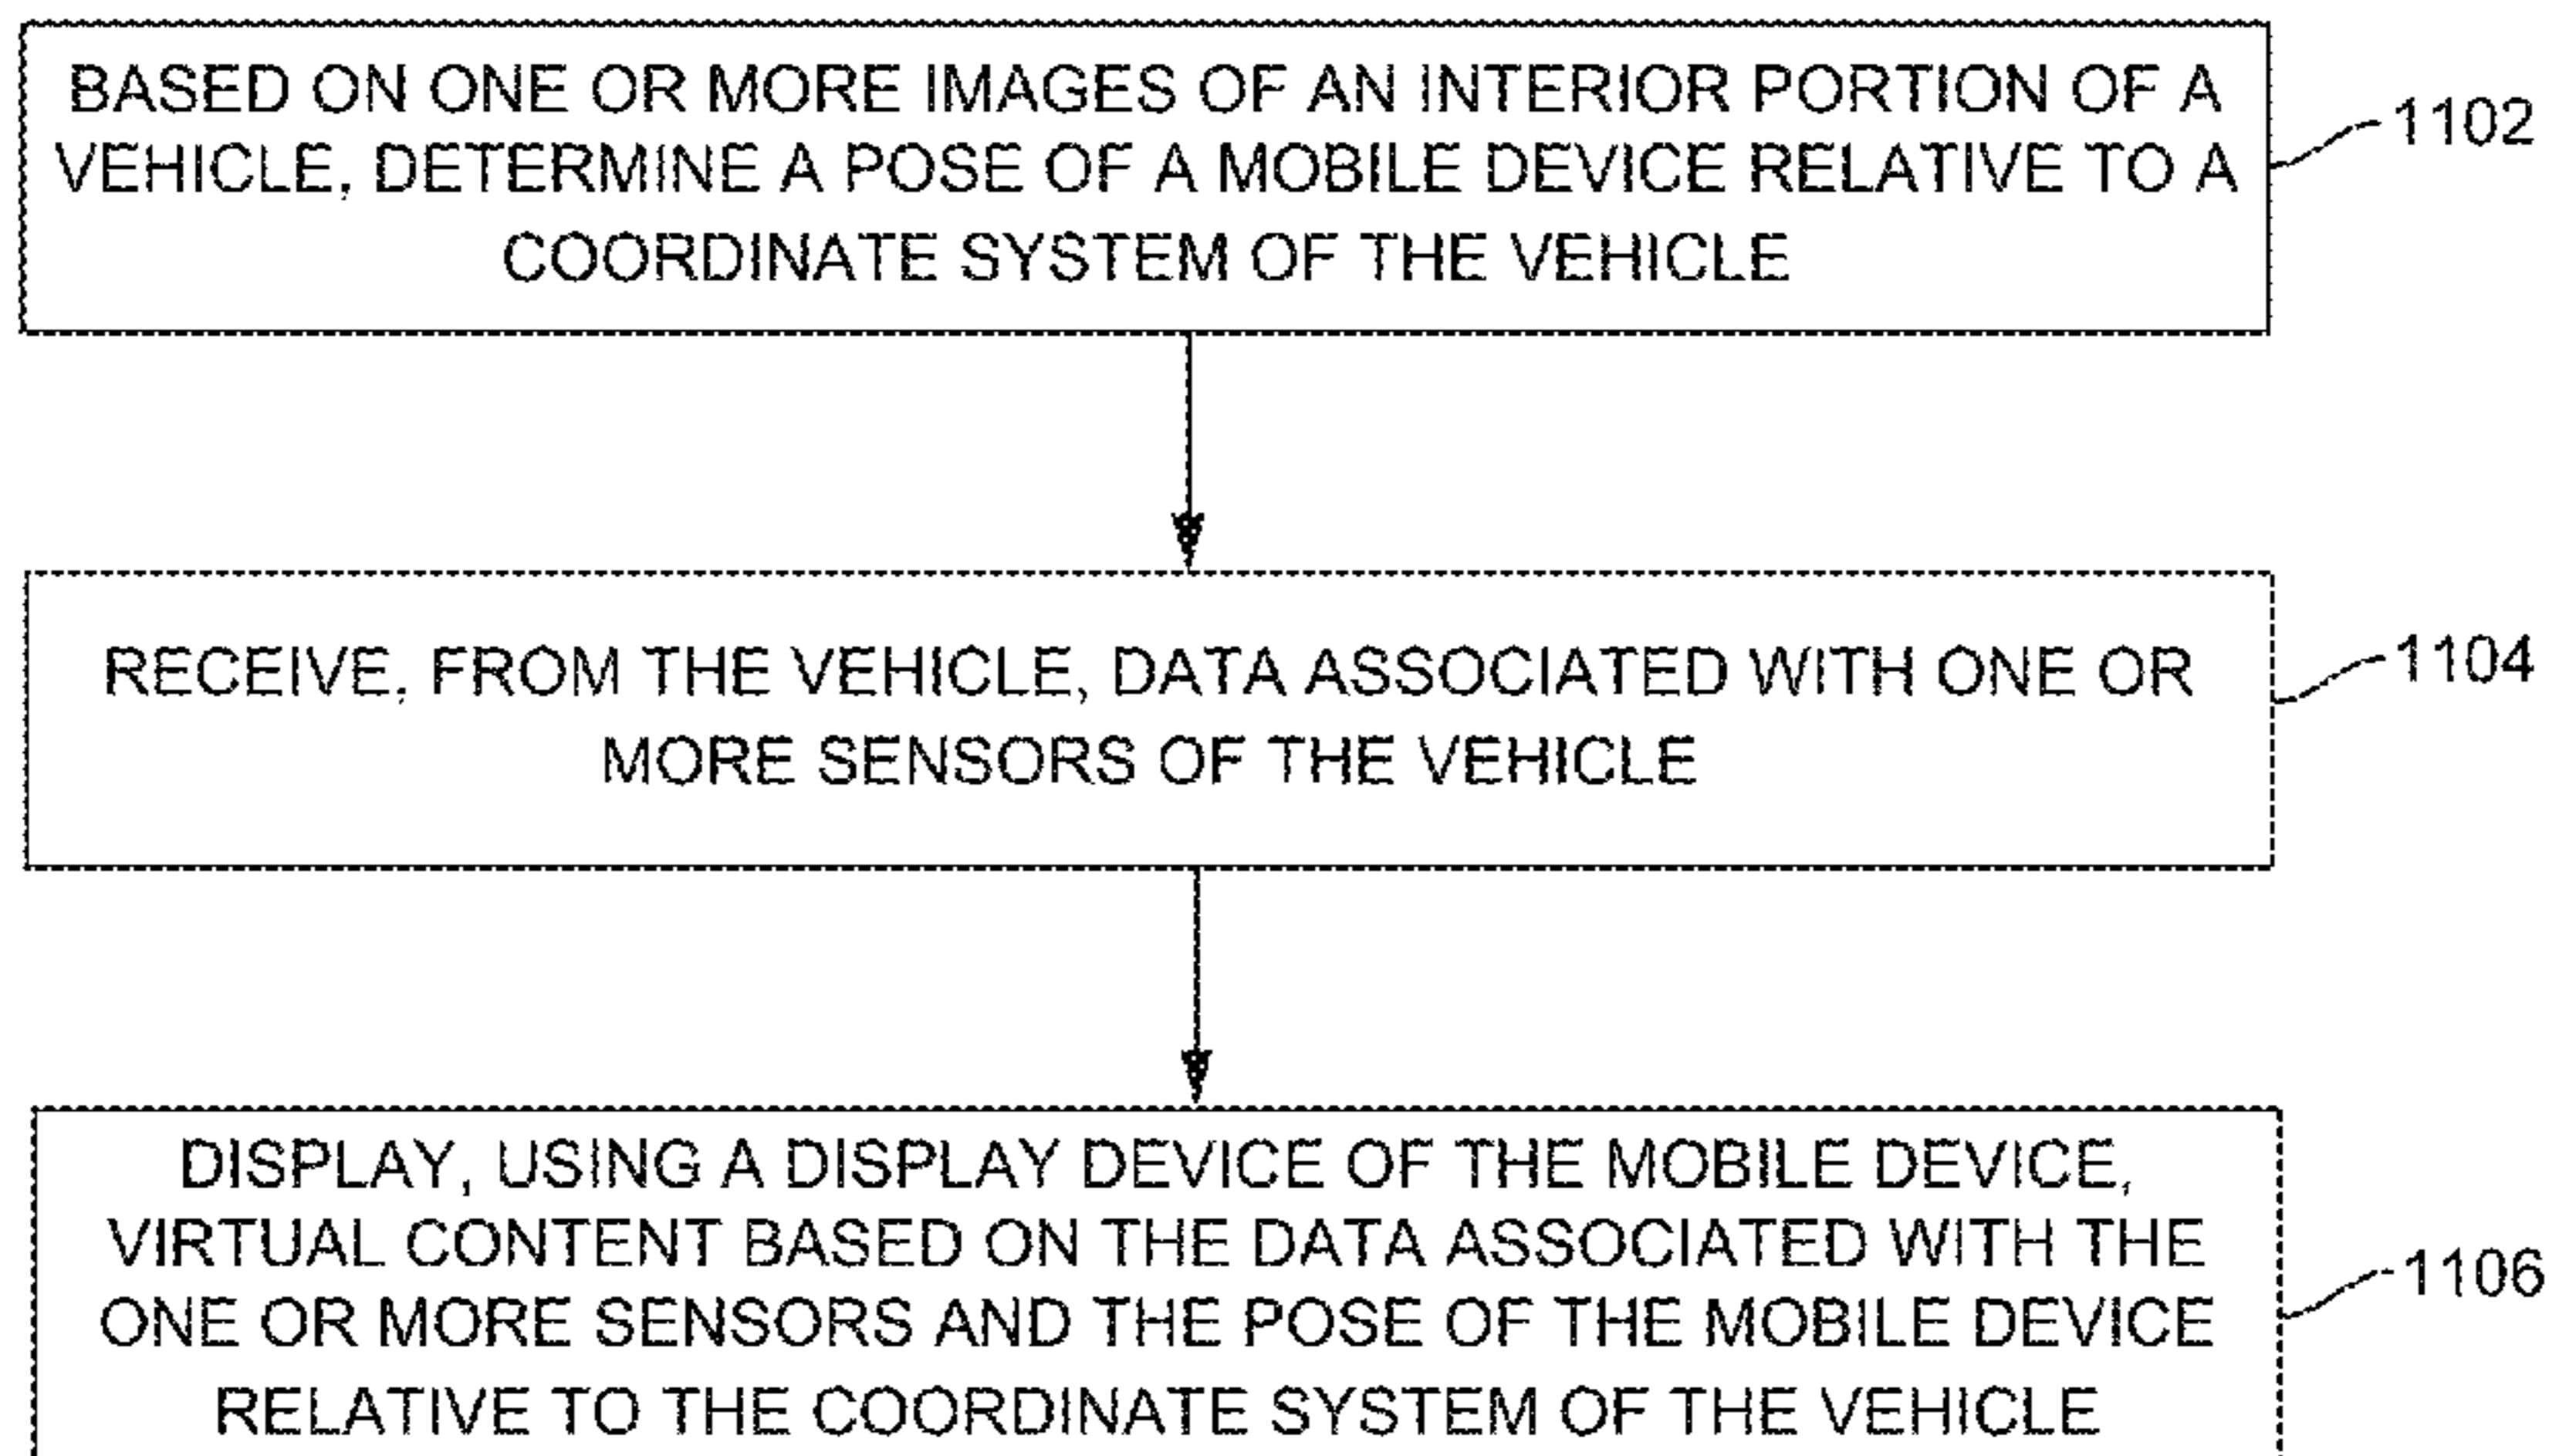 BASED ON ONE OR MORE IMAGES OF AN INTERIOR PORTION OF A
VEHICLE, DETERMINE A POSE OF A MOBILE DEVICE RELATIVE TO A
COORDINATE SYSTEM OF THE VEHICLE
1102
RECEIVE, FROM THE VEHICLE, DATA ASSOCIATED WITH ONE OR
MORE SENSORS OF THE VEHICLE
1104
DISPLAY, USING A DISPLAY DEVICE OF THE MOBILE DEVICE,
VIRTUAL CONTENT BASED ON THE DATA ASSOCIATED WITH THE
ONE OR MORE SENSORS AND THE POSE OF THE MOBILE DEVICE
RELATIVE TO THE COORDINATE SYSTEM OF THE VEHICLE
1106